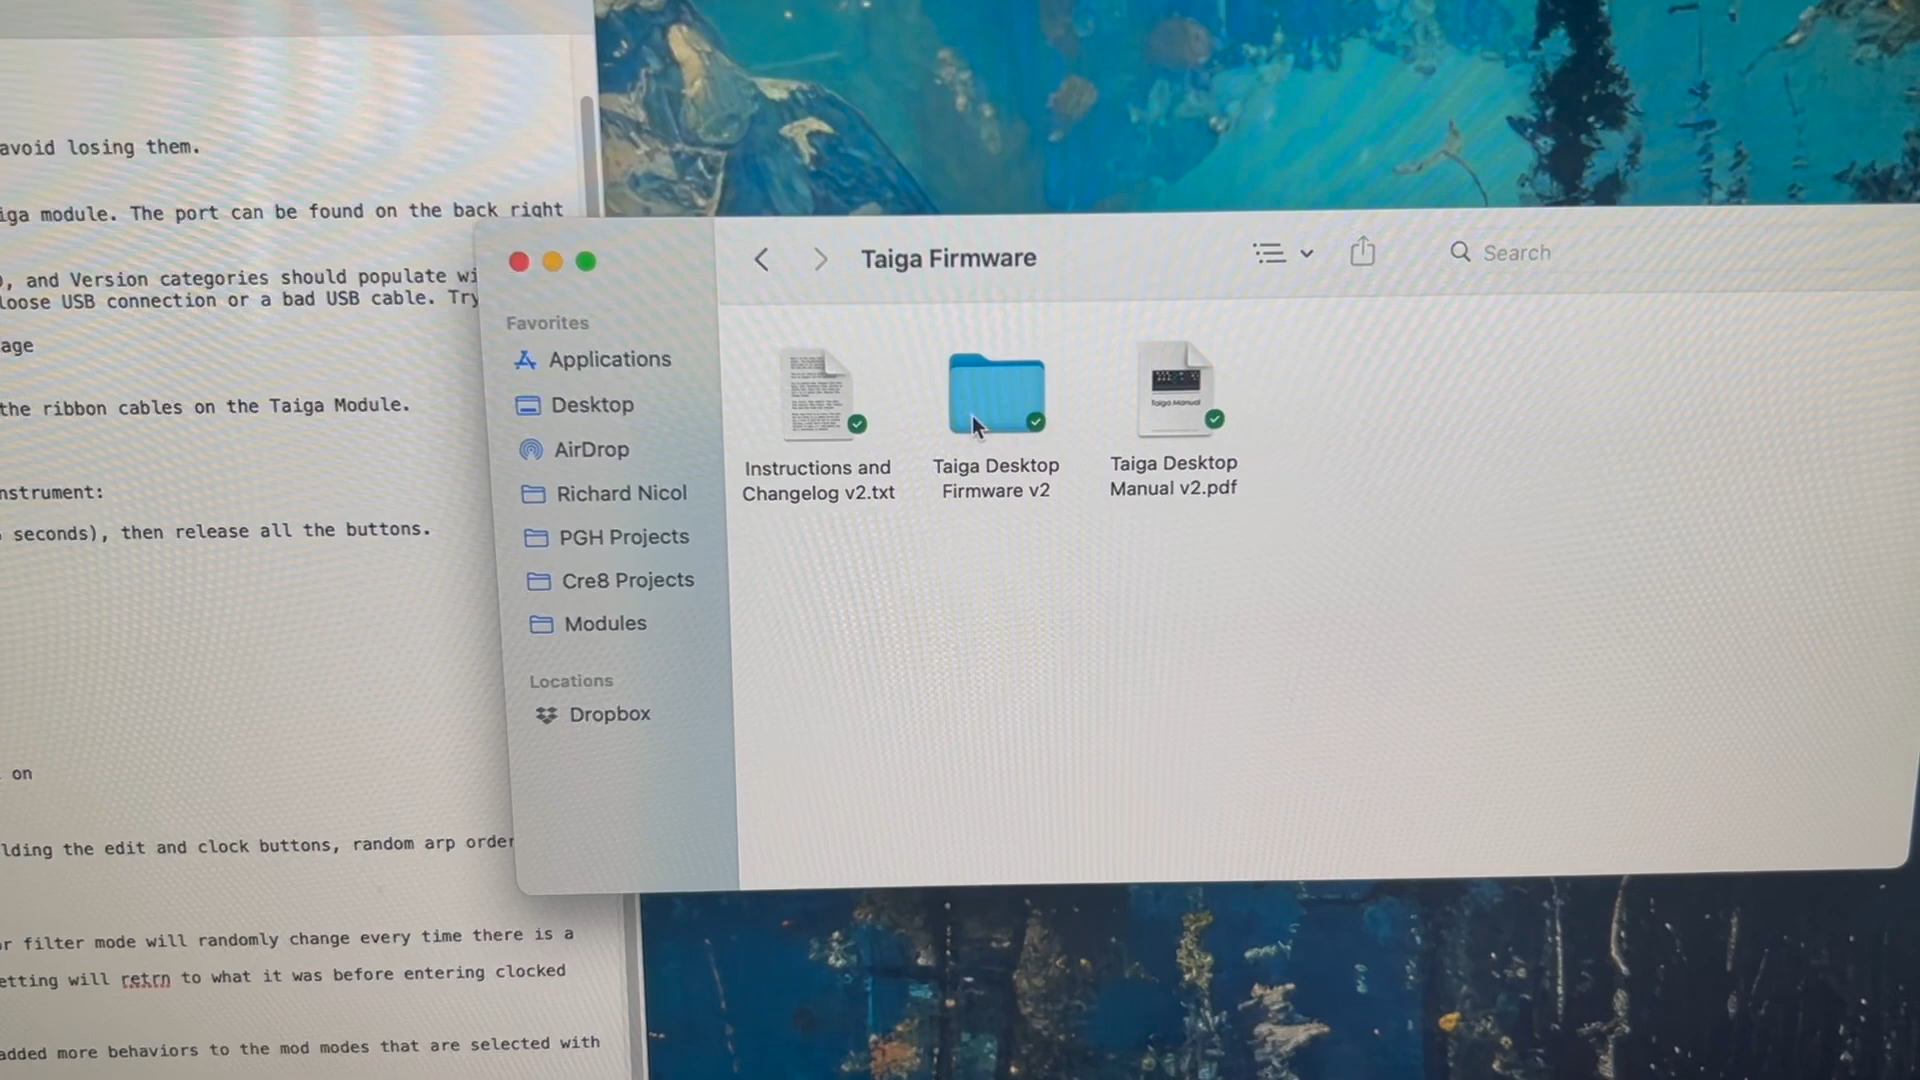 avoid losing them.
iga module. The port can be found on the back right
, and Version categories should populate wi
loose USB connection or a bad USB cable. Try
age
the ribbon cables on the Taiga Module.
nstrument:
seconds), then release all the buttons.
on
lding the edit and clock buttons, random arp order
or filter mode will randomly change every time there is a
etting will retrn to what it was before entering clocked
added more behaviors to the mod modes that are selected with
Taiga Firmware
Search
Favorites
Applications
Desktop
AirDrop
Richard Nicol
PGH Projects
Cre8 Projects
Modules
Locations
Dropbox
Taiga Manual
Instructions and
Changelog v2.txt
Taiga Desktop
Firmware v2
Taiga Desktop
Manual v2.pdf